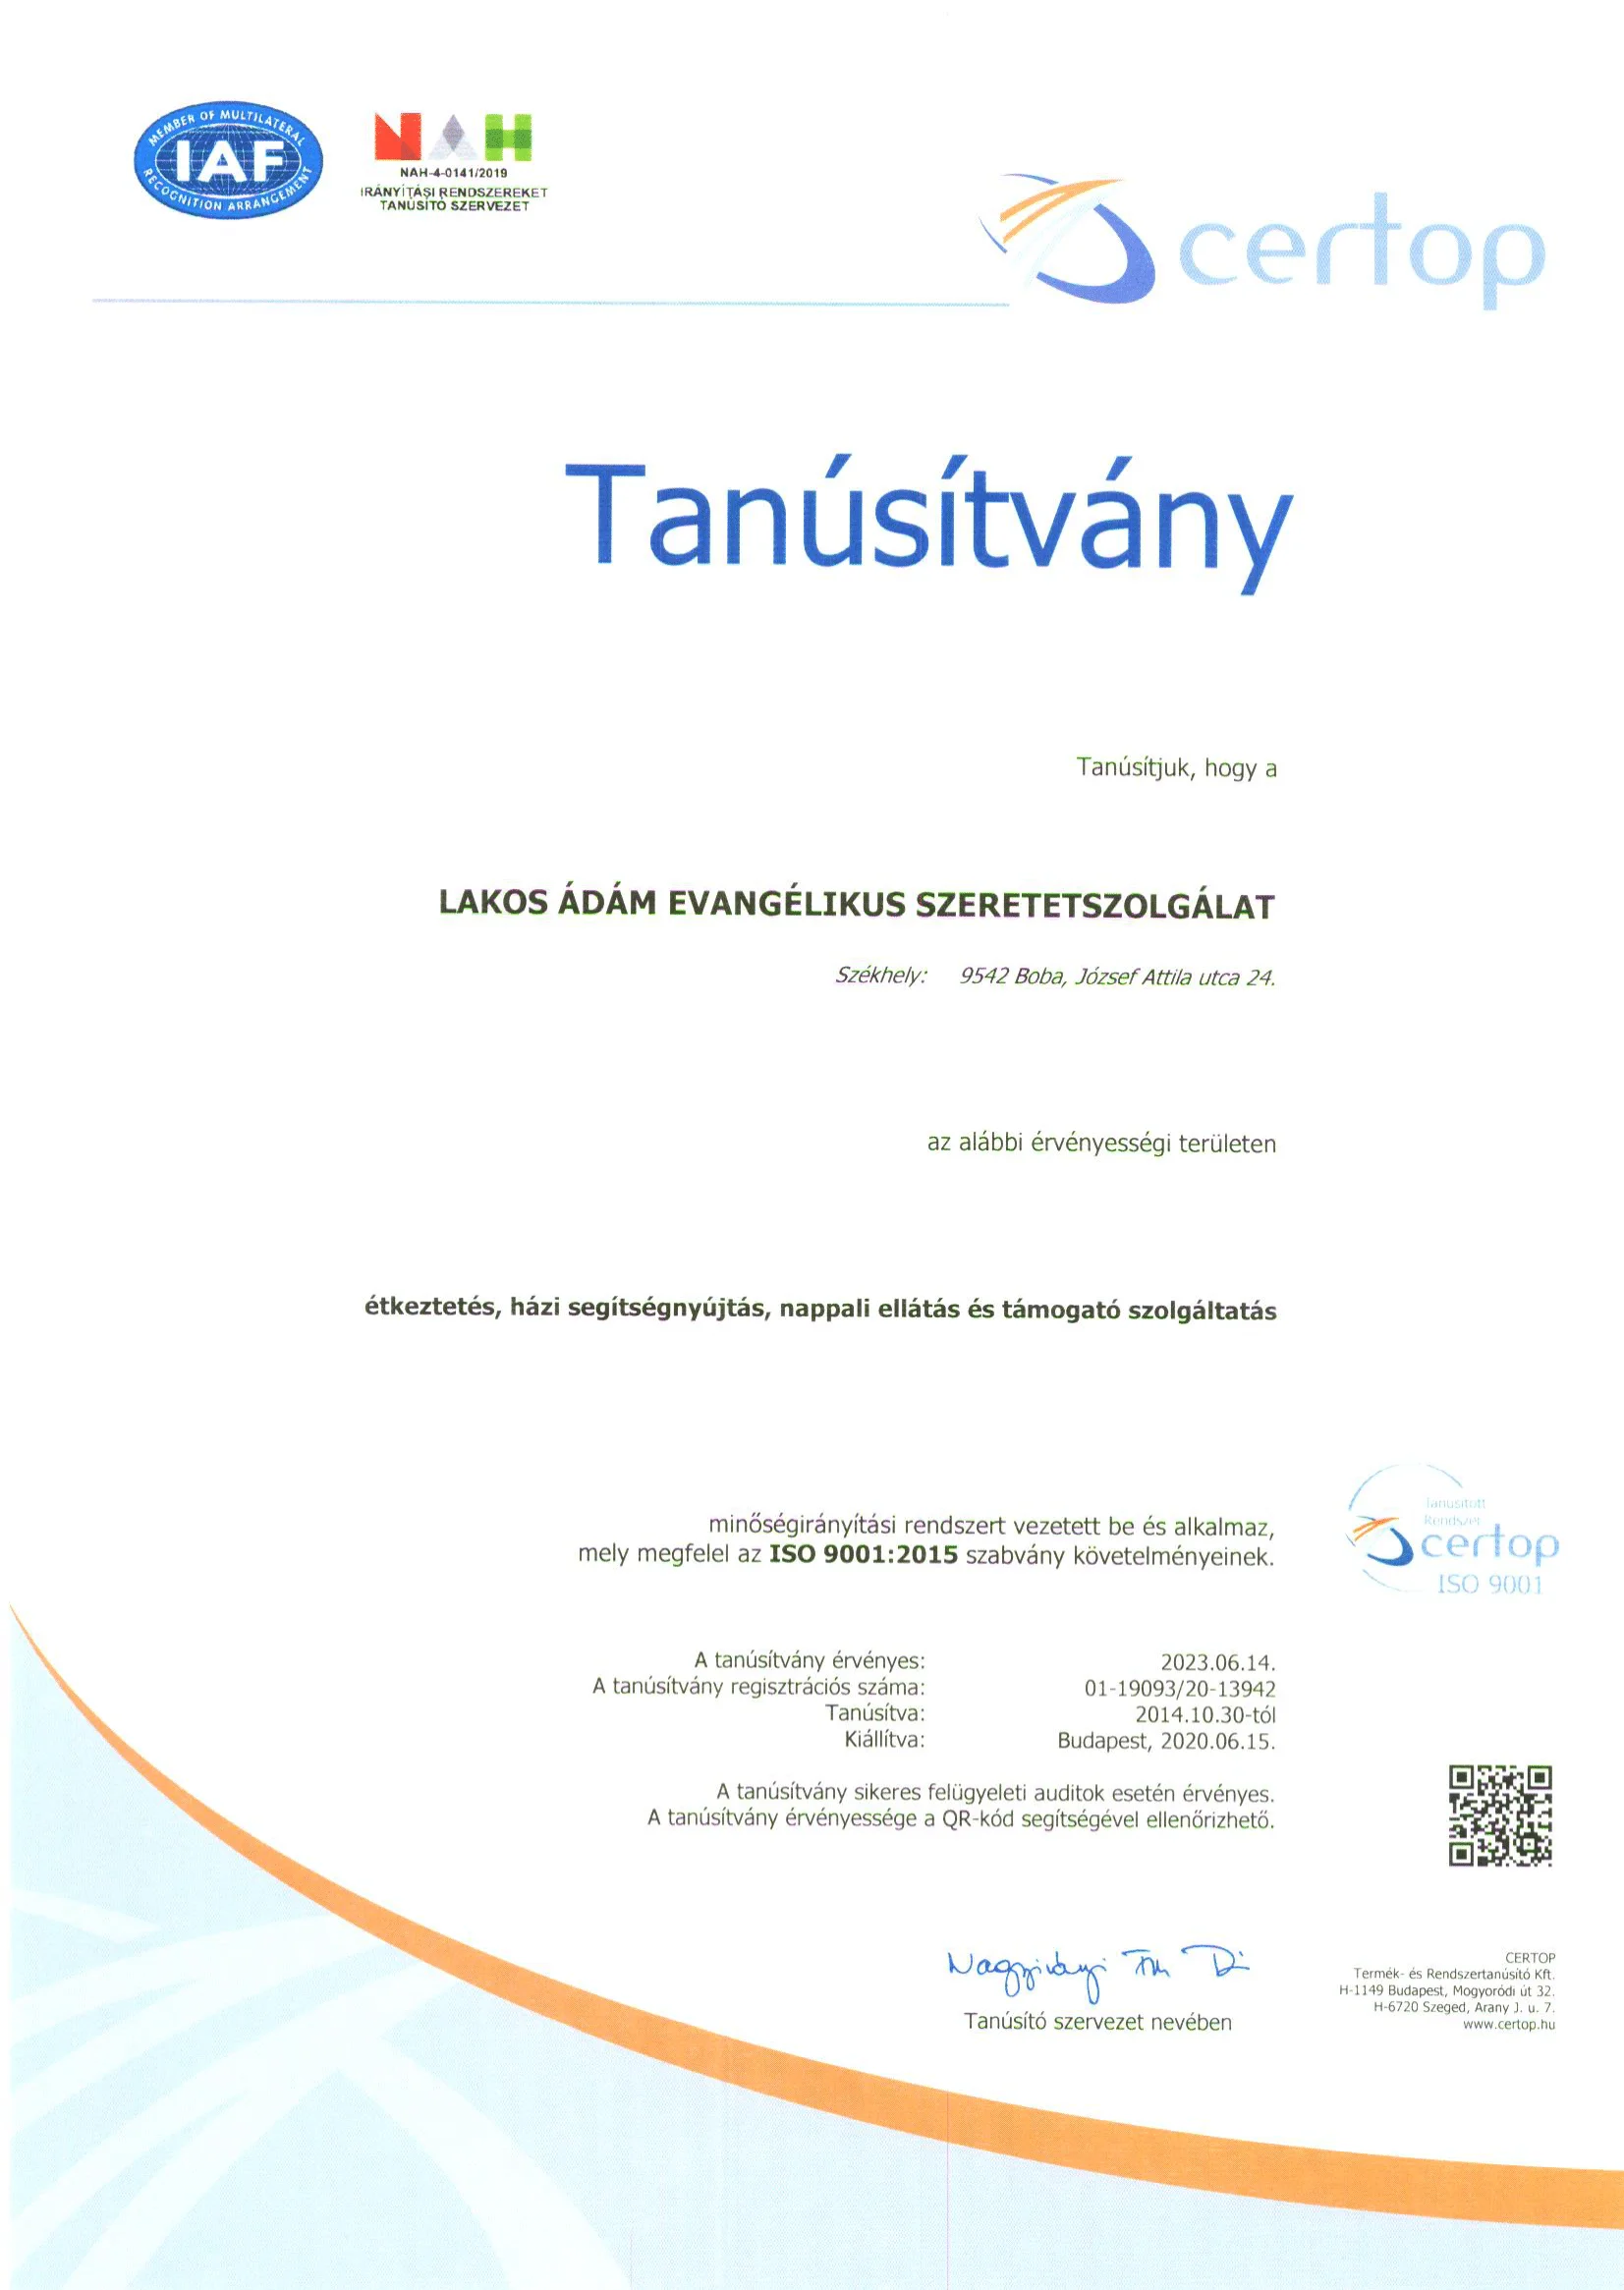 MEMBER OF MULTILATERAL
IAF
RECOGNITION ARRANGEMENT
NAH
NAH-4-0141/2019
IRÁNYÍTÁSI RENDSZEREKET
TANÚSÍTÓ SZERVEZET
certop
Tanúsítvány
Tanúsítjuk, hogy a
LAKOS ÁDÁM EVANGÉLIKUS SZERETETSZOLGÁLAT
Székhely: 9542 Boba, József Attila utca 24.
az alábbi érvényességi területen
étkeztetés, házi segítségnyújtás, nappali ellátás és támogató szolgáltatás
minőségirányítási rendszert vezetett be és alkalmaz,
mely megfelel az ISO 9001:2015 szabvány követelményeinek.
Tanúsított
Rendszer
certop
ISO 9001
A tanúsítvány érvényes: 2023.06.14.
A tanúsítvány regisztrációs száma: 01-19093/20-13942
Tanúsítva: 2014.10.30-tól
Kiállítva: Budapest, 2020.06.15.
A tanúsítvány sikeres felügyeleti auditok esetén érvényes.
A tanúsítvány érvényessége a QR-kód segítségével ellenőrizhető.
Tanúsító szervezet nevében
CERTOP
Termék- és Rendszertanúsító Kft.
H-1149 Budapest, Mogyoródi út 32.
H-6720 Szeged, Arany J. u. 7.
www.certop.hu